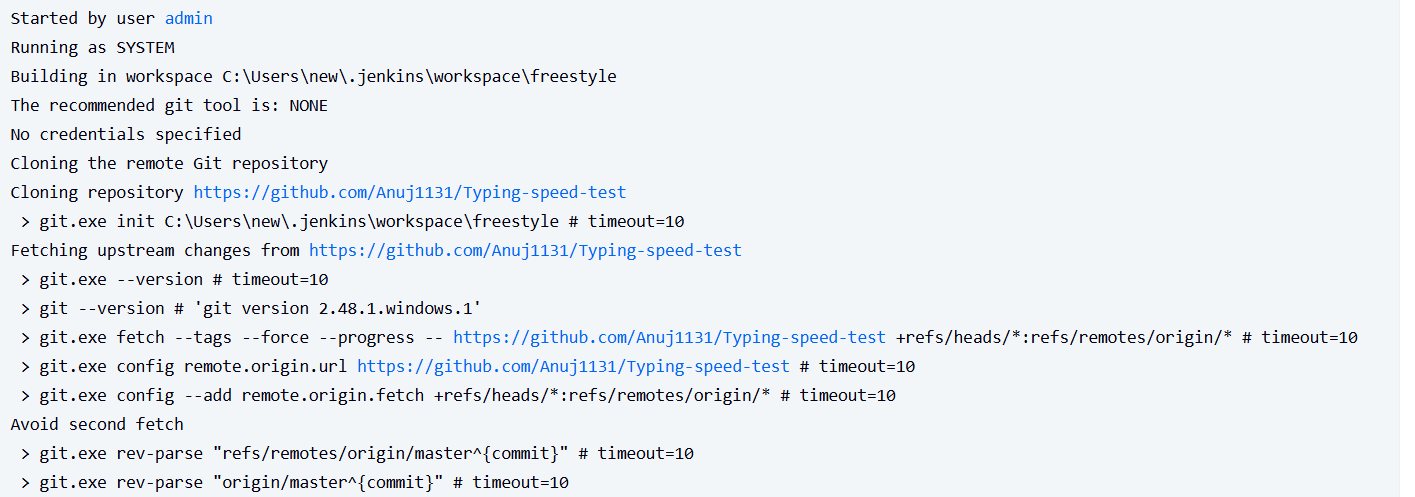 Started by user admin
Running as SYSTEM
Building in workspace C:\Users\new\.jenkins\workspace\freestyle
The recommended git tool is: NONE
No credentials specified
Cloning the remote Git repository
Cloning repository https://github.com/Anuj1131/Typing-speed-test
 > git.exe init C:\Users\new\.jenkins\workspace\freestyle # timeout=10
Fetching upstream changes from https://github.com/Anuj1131/Typing-speed-test
 > git.exe --version # timeout=10
 > git --version # 'git version 2.48.1.windows.1'
 > git.exe fetch --tags --force --progress -- https://github.com/Anuj1131/Typing-speed-test +refs/heads/*:refs/remotes/origin/* # timeout=10
 > git.exe config remote.origin.url https://github.com/Anuj1131/Typing-speed-test # timeout=10
 > git.exe config --add remote.origin.fetch +refs/heads/*:refs/remotes/origin/* # timeout=10
Avoid second fetch
 > git.exe rev-parse "refs/remotes/origin/master^{commit}" # timeout=10
 > git.exe rev-parse "origin/master^{commit}" # timeout=10